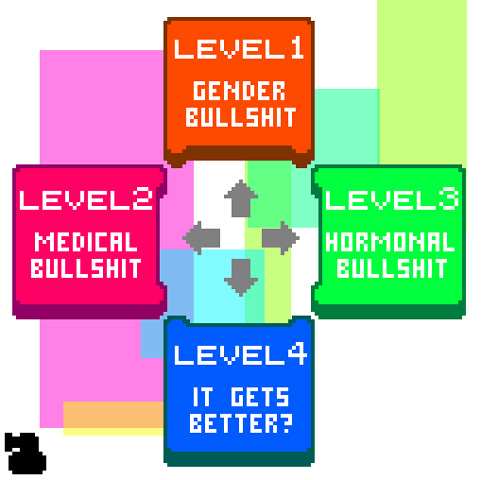 LEVEL1
GENDER
BULLSHIT
LEVEL2
MEDICAL
BULLSHIT
LEVEL3
HORMONAL
BULLSHIT
LEVEL4
IT GETS
BETTER?